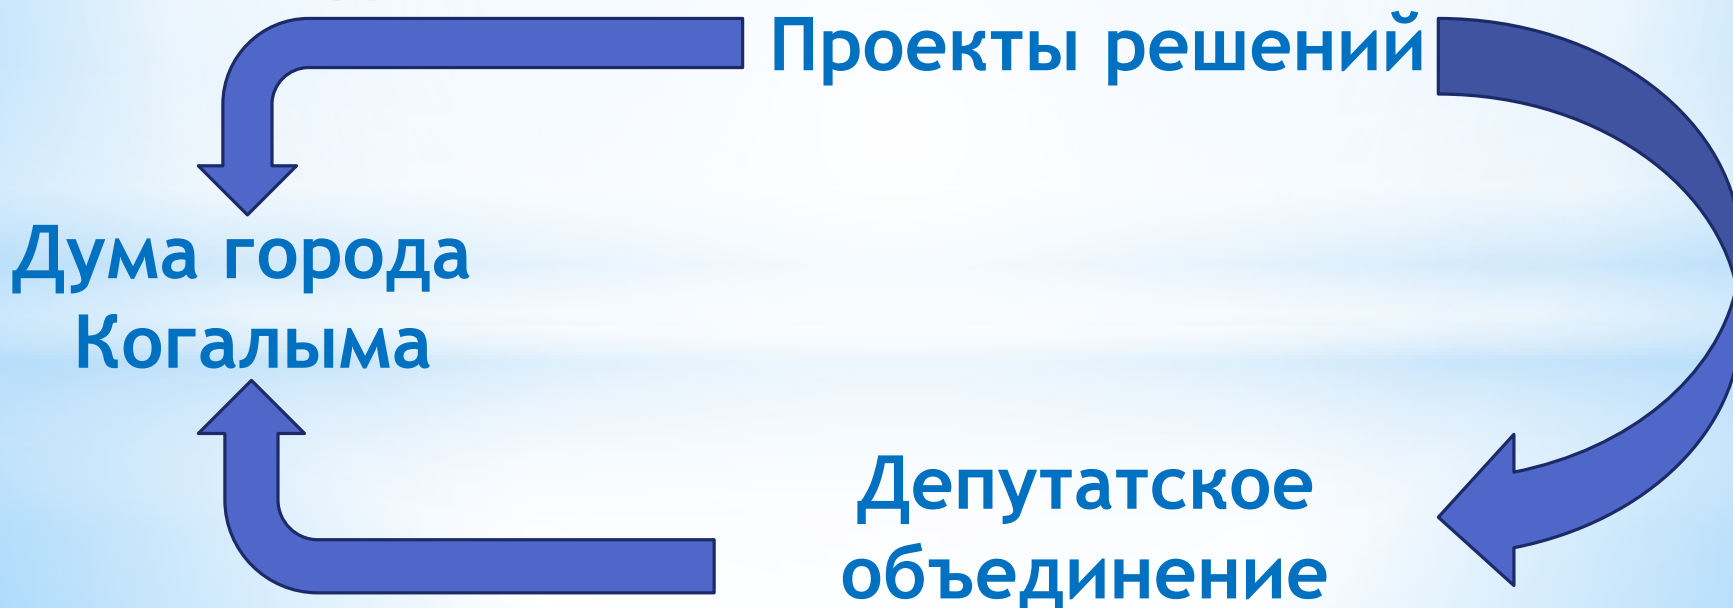 Проекты решений
Дума города
Когалыма
Депутатское
объединение